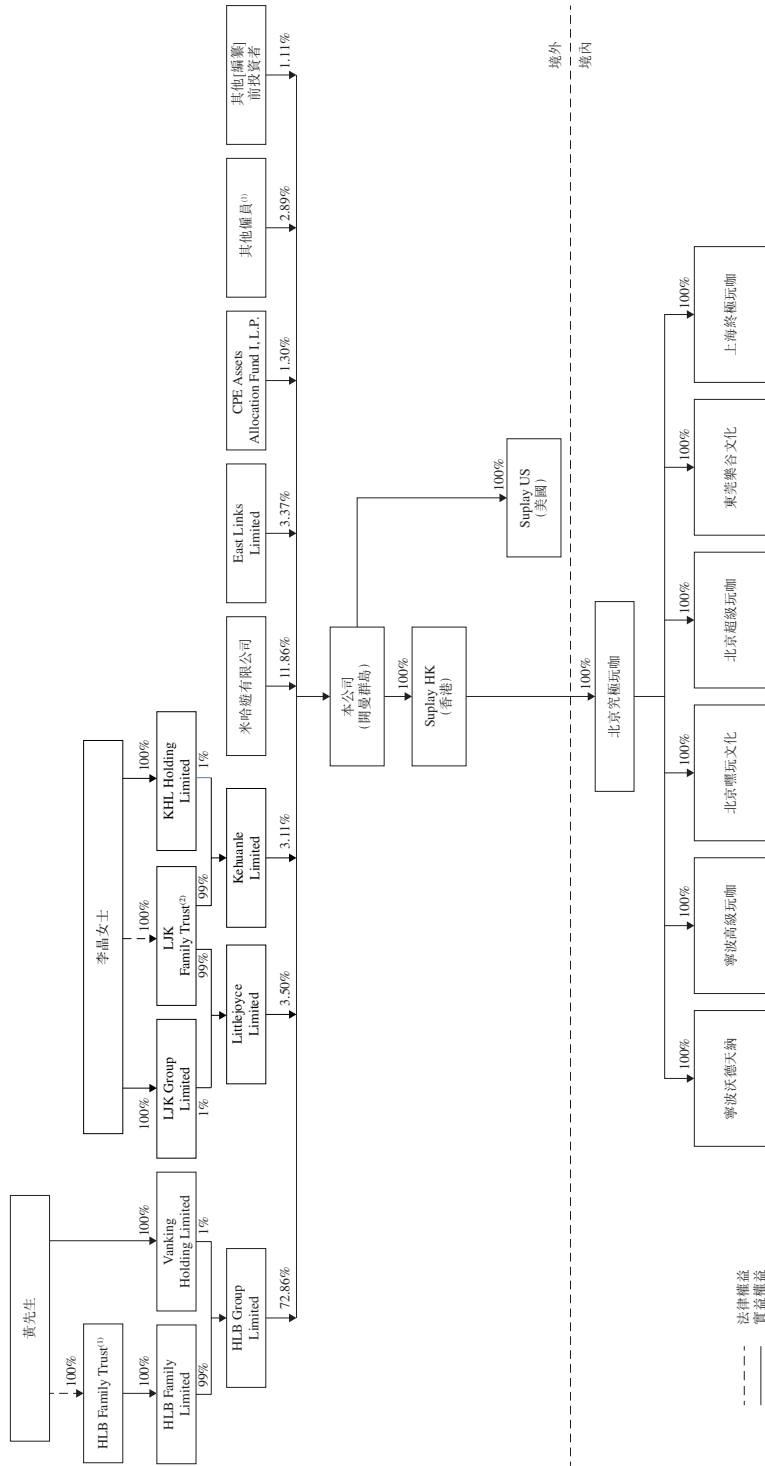 黃先生
100%
HLB Family Trust(1)
100%
HLB Family
Limited
99%
100%
Vanking
Holding Limited
1%
HLB Group
Limited
72.86%
李晶女士
100%
LJK Group
Limited
1%
100%
LJK
Family Trust(2)
99%
99%
100%
KHL Holding
Limited
1%
Littlejoyce
Limited
3.50%
Kehuanle
Limited
3.11%
米哈遊有限公司
11.86%
East Links
Limited
3.37%
CPE Assets
Allocation Fund I, L.P.
1.30%
其他僱員(1)
2.89%
其他[編纂]
前投資者
1.11%
本公司
(開曼群島)
100%
Suplay HK
(香港)
100%
Suplay US
(美國)
境外
境內
100%
北京究極玩咖
100%
寧波沃德天納
100%
寧波高級玩咖
100%
北京嘿玩文化
100%
北京超級玩咖
100%
東莞樂谷文化
100%
上海終極玩咖
法律權益
實益權益